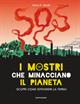 SOS
I MOSTRI
CHE MINACCIANO
IL PIANETA
SCOPRI COME DIFENDERE LA TERRA!